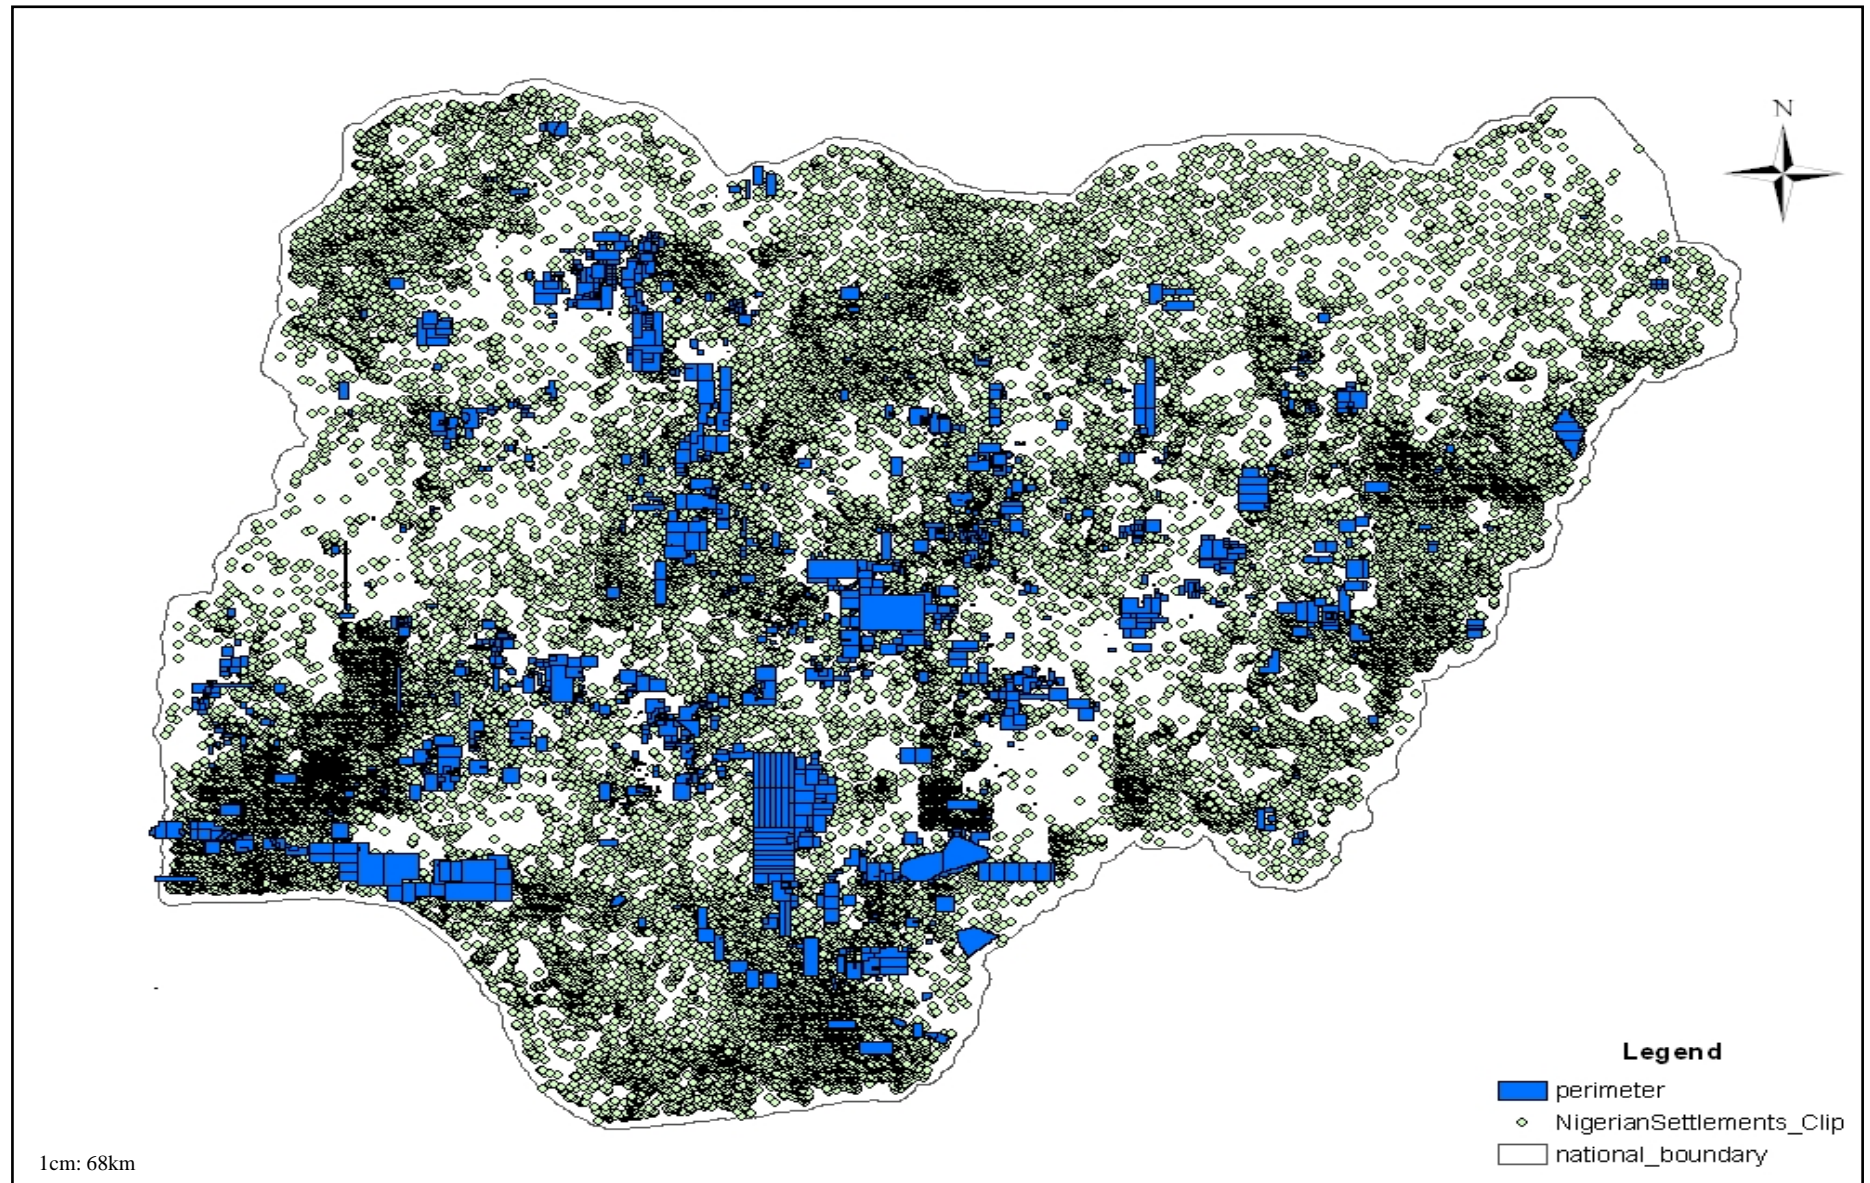 N
Legend
perimeter
NigerianSettlements_Clip
national_boundary
1cm: 68km